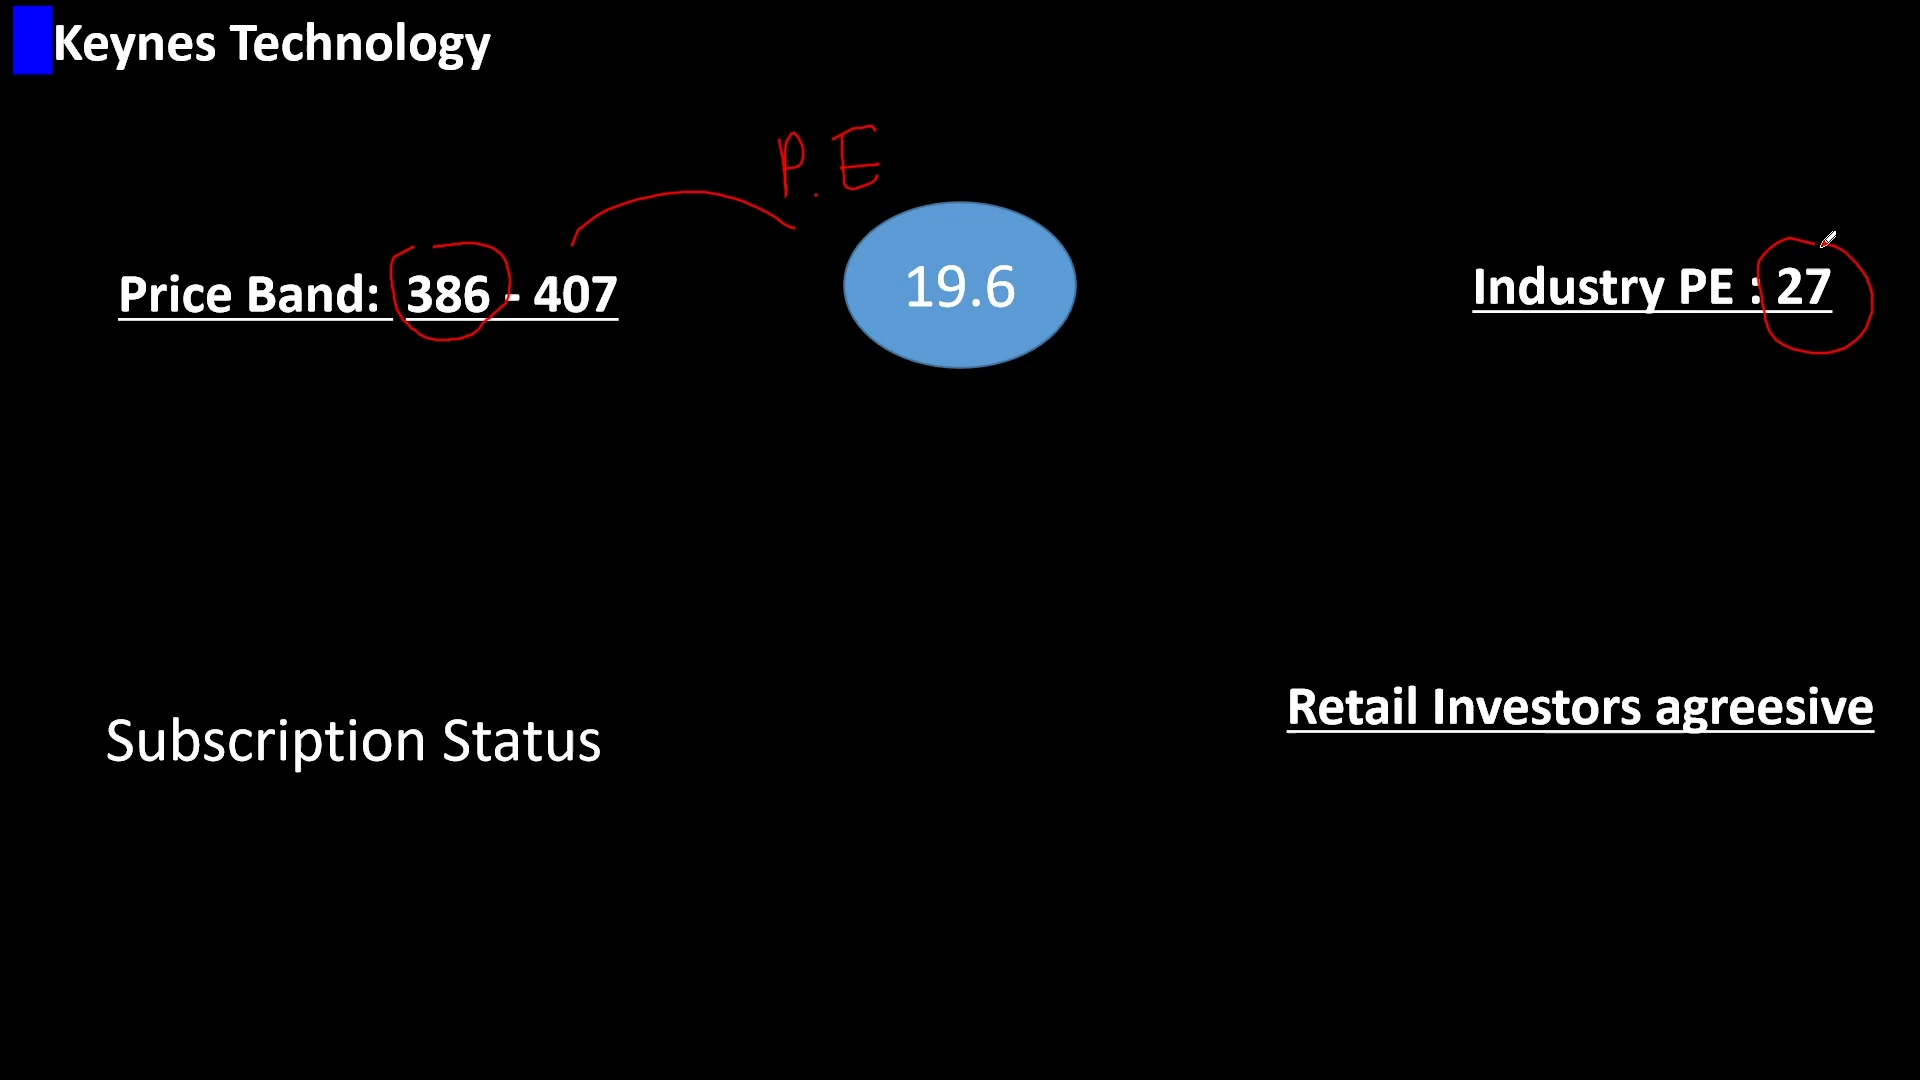 Keynes Technology
P.E
Price Band: 386 - 407
19.6
Industry PE : 27
Subscription Status
Retail Investors agreesive